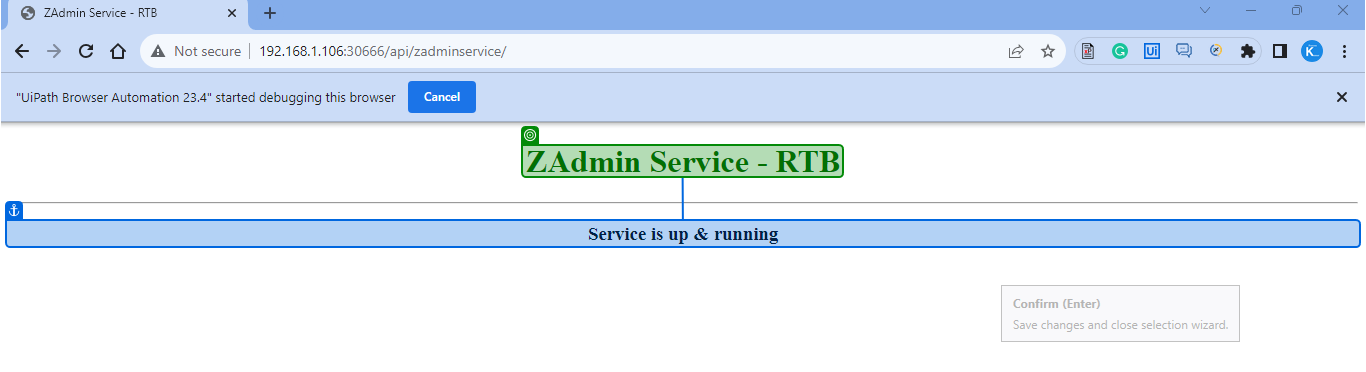 ZAdmin Service - RTB
Not secure 192.168.1.106:30666/api/zadminservice/
Ui
K...
"UiPath Browser Automation 23.4" started debugging this browser
Cancel
ZAdmin Service - RTB
Service is up & running
Confirm (Enter)
Save changes and close selection wizard.